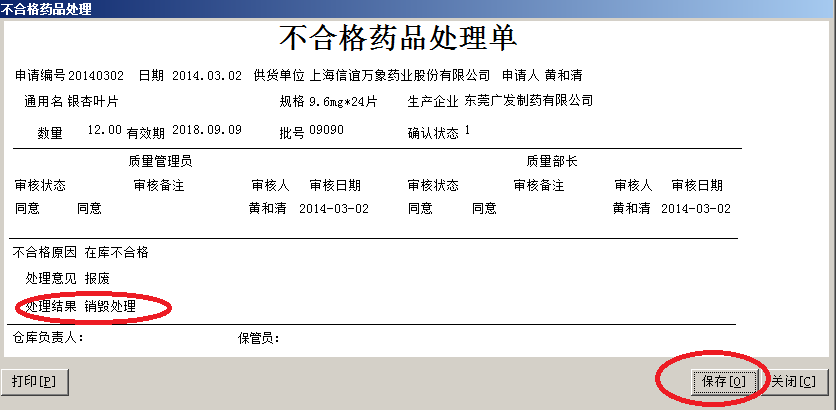 不合格药品处理
不合格药品处理单
申请编号 20140302 日期 2014.03.02 供货单位 上海信谊万象药业股份有限公司 申请人 黄和清
通用名 银杏叶片 规格 9.6mg*24片 生产企业 东莞广发制药有限公司
数量 12.00 有效期 2018.09.09 批号 09090 确认状态 1
质量管理员 质量部长
审核状态 审核备注 审核人 审核日期 审核状态 审核备注 审核人 审核日期
同意 同意 黄和清 2014-03-02 同意 同意 黄和清 2014-03-02
不合格原因 在库不合格
处理意见 报废
处理结果 销毁处理
仓库负责人: 保管员:
打印[P] 保存[O] 关闭[C]